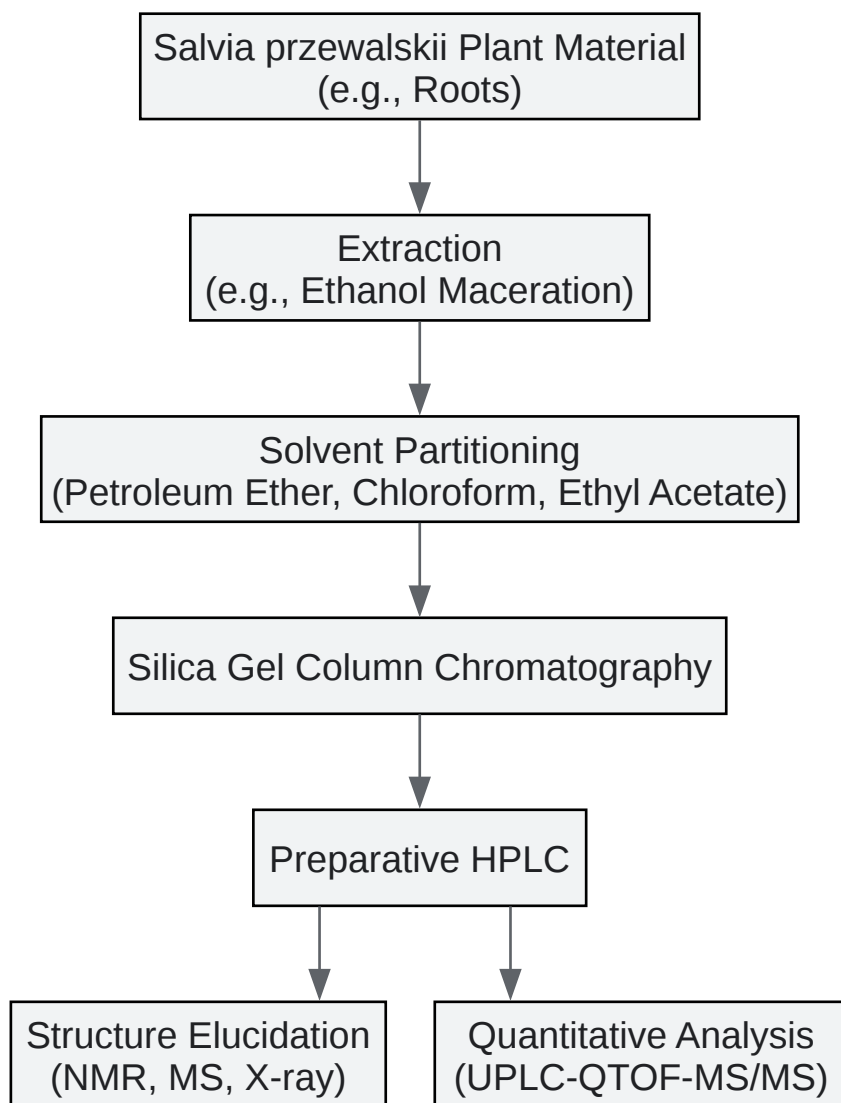 Salvia przewalskii Plant Material
(e.g., Roots)
Extraction
(e.g., Ethanol Maceration)
Solvent Partitioning
(Petroleum Ether, Chloroform, Ethyl Acetate)
Silica Gel Column Chromatography
Preparative HPLC
Structure Elucidation
(NMR, MS, X-ray)
Quantitative Analysis
(UPLC-QTOF-MS/MS)